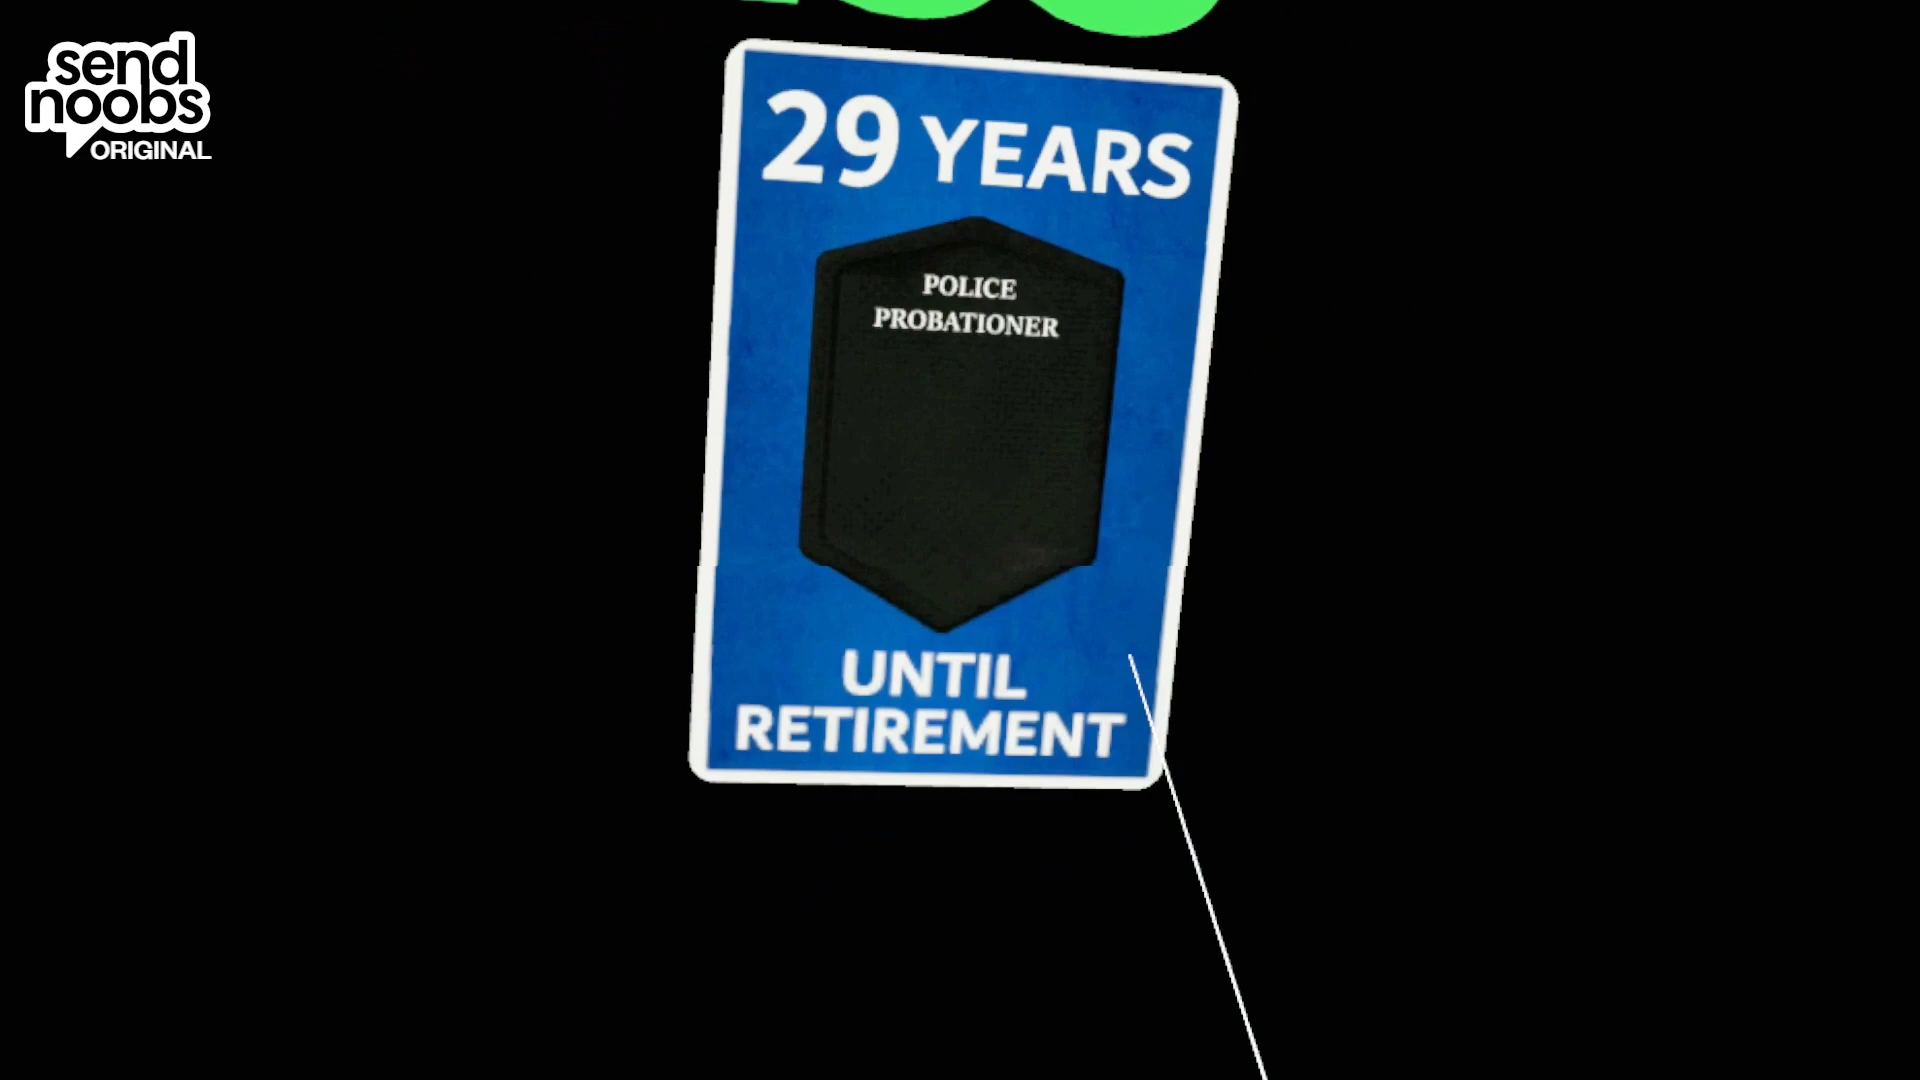 send
noobs
ORIGINAL
29 YEARS
POLICE
PROBATIONER
UNTIL
RETIREMENT